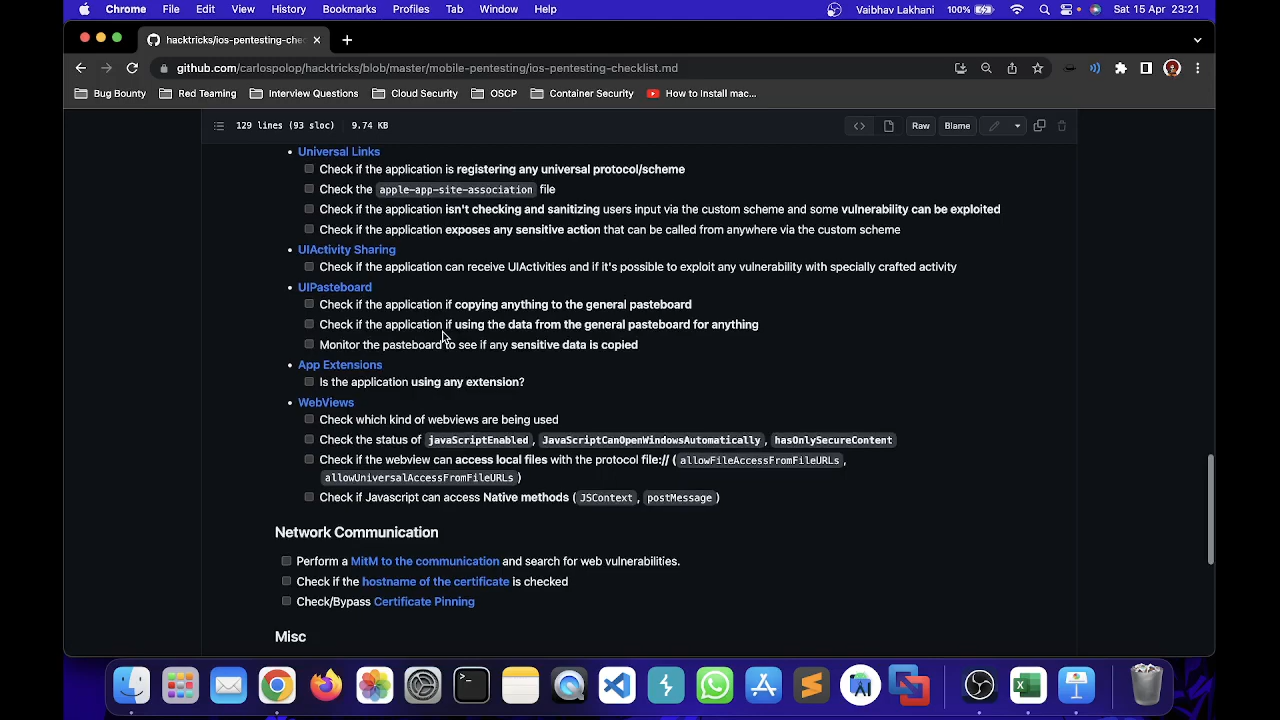 Chrome File Edit View History Bookmarks Profiles Tab Window Help Vaibhav Lakhani 100% Sat 15 Apr 23:21
hacktricks/ios-pentesting-che
github.com/carlospolop/hacktricks/blob/master/mobile-pentesting/ios-pentesting-checklist.md
Bug Bounty Red Teaming Interview Questions Cloud Security OSCP Container Security How to Install mac...
129 lines (93 sloc) 9.74 KB Raw Blame
Universal Links
Check if the application is registering any universal protocol/scheme
Check the apple-app-site-association file
Check if the application isn't checking and sanitizing users input via the custom scheme and some vulnerability can be exploited
Check if the application exposes any sensitive action that can be called from anywhere via the custom scheme
UIActivity Sharing
Check if the application can receive UIActivities and if it's possible to exploit any vulnerability with specially crafted activity
UIPasteboard
Check if the application if copying anything to the general pasteboard
Check if the application if using the data from the general pasteboard for anything
Monitor the pasteboard to see if any sensitive data is copied
App Extensions
Is the application using any extension?
WebViews
Check which kind of webviews are being used
Check the status of javaScriptEnabled, JavaScriptCanOpenWindowsAutomatically, hasOnlySecureContent
Check if the webview can access local files with the protocol file:// (allowFileAccessFromFileURLs,
allowUniversalAccessFromFileURLs)
Check if Javascript can access Native methods (JSContext, postMessage)
Network Communication
Perform a MitM to the communication and search for web vulnerabilities.
Check if the hostname of the certificate is checked
Check/Bypass Certificate Pinning
Misc